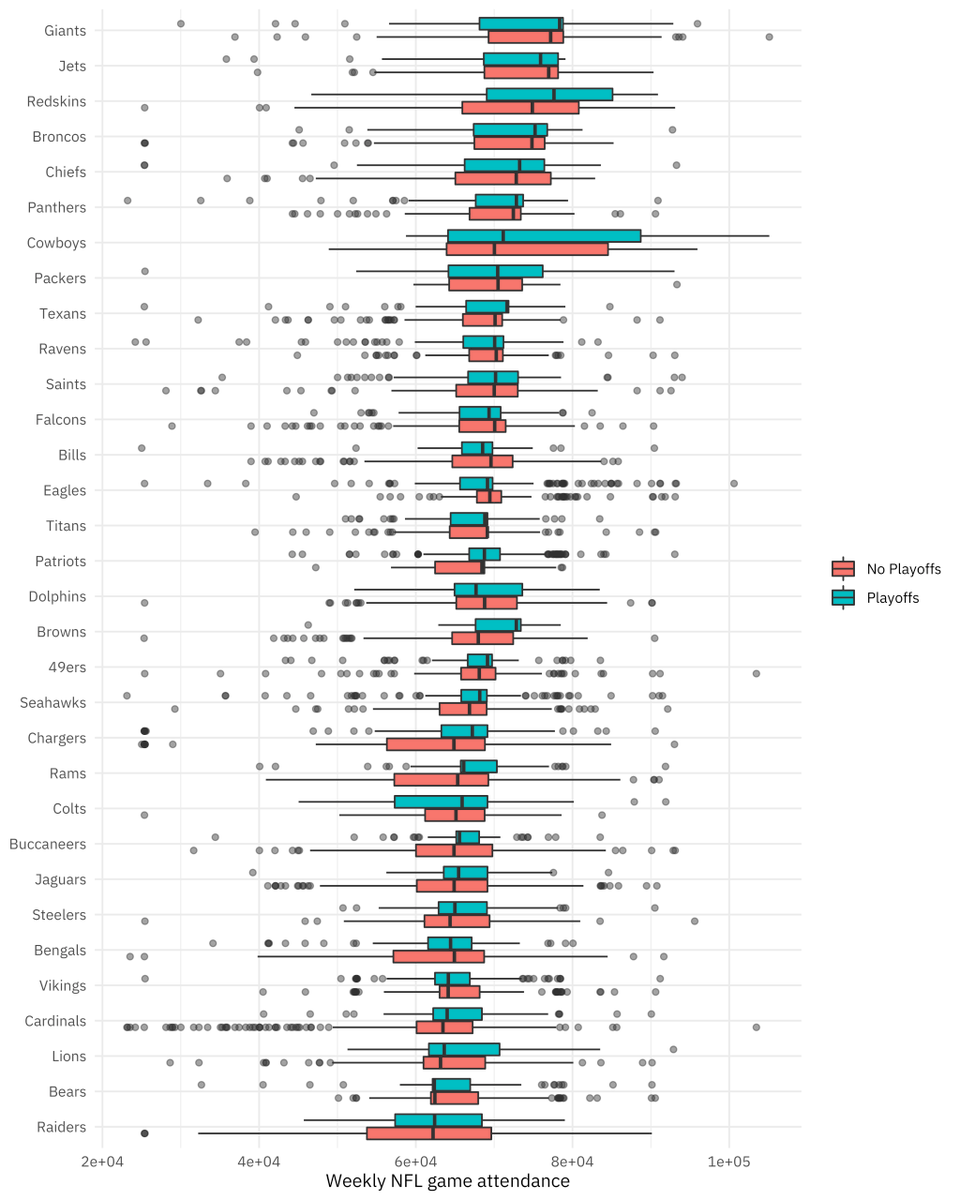 Giants
Jets
Redskins
Broncos
Chiefs
Panthers
Cowboys
Packers
Texans
Ravens
Saints
Falcons
Bills
Eagles
Titans
Patriots
Dolphins
Browns
49ers
Seahawks
Chargers
Rams
Colts
Buccaneers
Jaguars
Steelers
Bengals
Vikings
Cardinals
Lions
Bears
Raiders
2e+04 4e+04 6e+04 8e+04 1e+05
Weekly NFL game attendance
No Playoffs
Playoffs